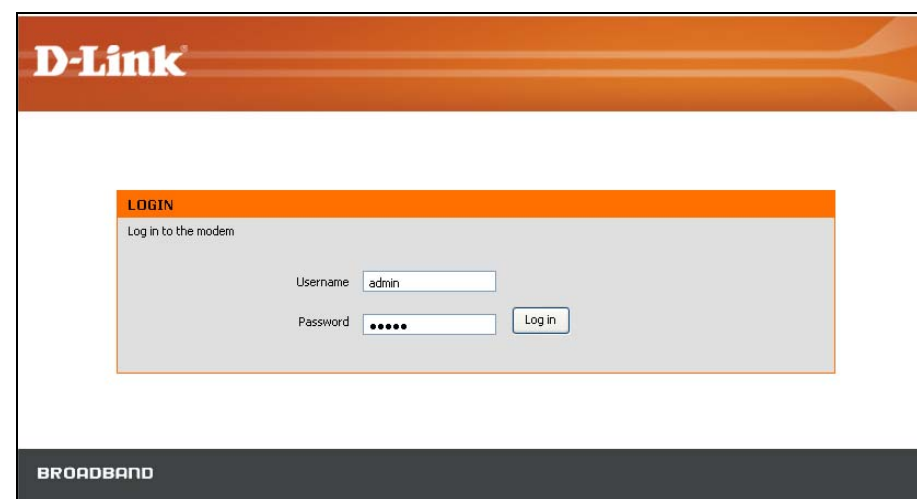 D-Link
LOGIN
Log in to the modem
Username admin
Password •••••
Log in
BROADBAND